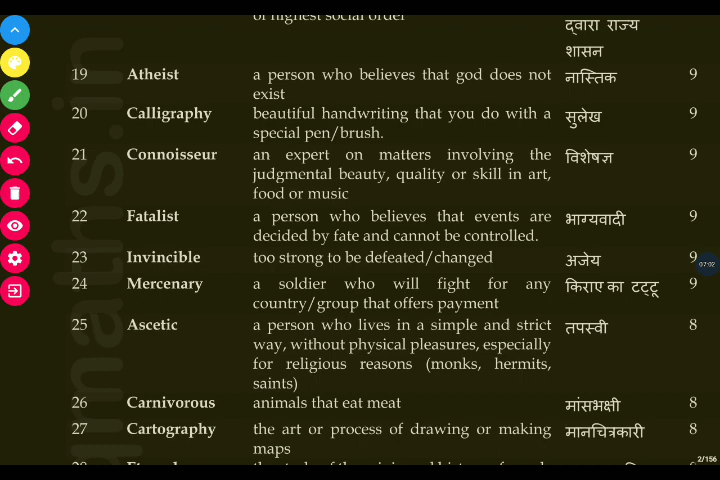 of highest social order
द्वारा राज्य
शासन
19 Atheist a person who believes that god does not नास्तिक 9
exist
20 Calligraphy beautiful handwriting that you do with a सुलेख 9
special pen/brush.
21 Connoisseur an expert on matters involving the विशेषज्ञ 9
judgmental beauty, quality or skill in art,
food or music
22 Fatalist a person who believes that events are भाग्यवादी 9
decided by fate and cannot be controlled.
23 Invincible too strong to be defeated/changed अजेय 9
07:02
24 Mercenary a soldier who will fight for any किराए का टट्टू 9
country/group that offers payment
25 Ascetic a person who lives in a simple and strict तपस्वी 8
way, without physical pleasures, especially
for religious reasons (monks, hermits,
saints)
26 Carnivorous animals that eat meat मांसभक्षी 8
27 Cartography the art or process of drawing or making मानचित्रकारी 8
maps
2/156